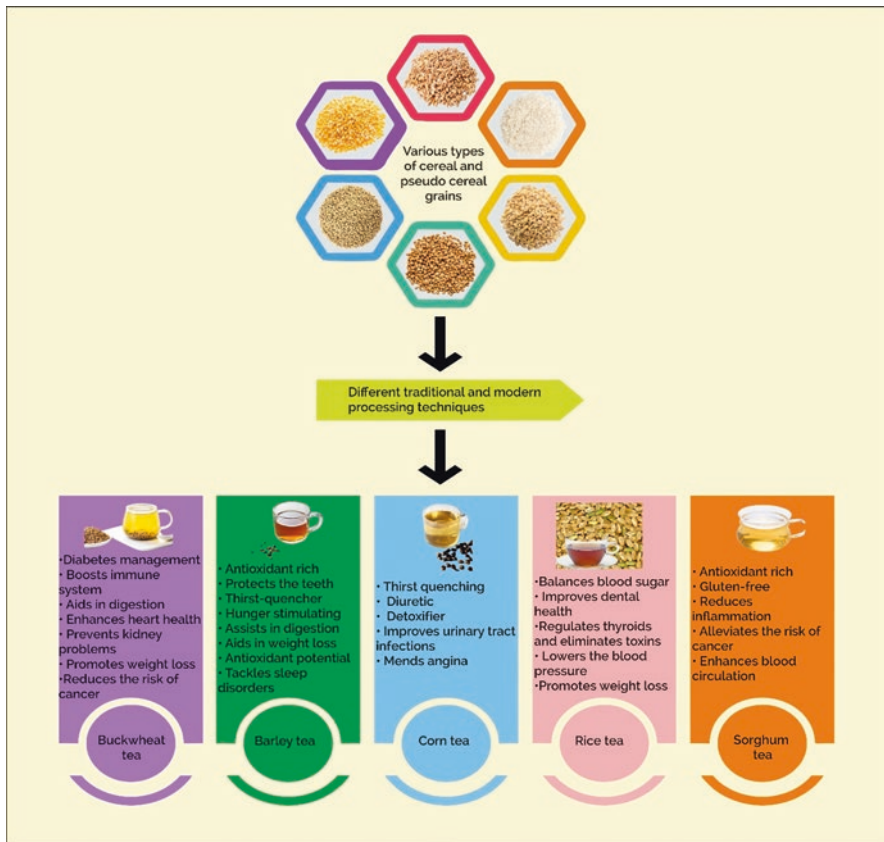 Various types
of cereal and
pseudo cereal
grains
Different traditional and modern
processing techniques
•Diabetes management
• Boosts immune
system
• Aids in digestion
• Enhances heart health
• Prevents kidney
problems
• Promotes weight loss
•Reduces the risk of
cancer
Buckwheat
tea
• Antioxidant rich
• Protects the teeth
• Thirst-quencher
• Hunger stimulating
• Assists in digestion
• Aids in weight loss
• Antioxidant potential
• Tackles sleep
disorders
Barley tea
• Thirst quenching
• Diuretic
• Detoxifier
• Improves urinary tract
infections
• Mends angina
Corn tea
•Balances blood sugar
• Improves dental
health
• Regulates thyroids and
eliminates toxins
• Lowers the blood
pressure
•Promotes weight loss
Rice tea
• Antioxidant rich
• Gluten-free
• Reduces
inflammation
• Alleviates the risk of
cancer
• Enhances blood
circulation
Sorghum
tea